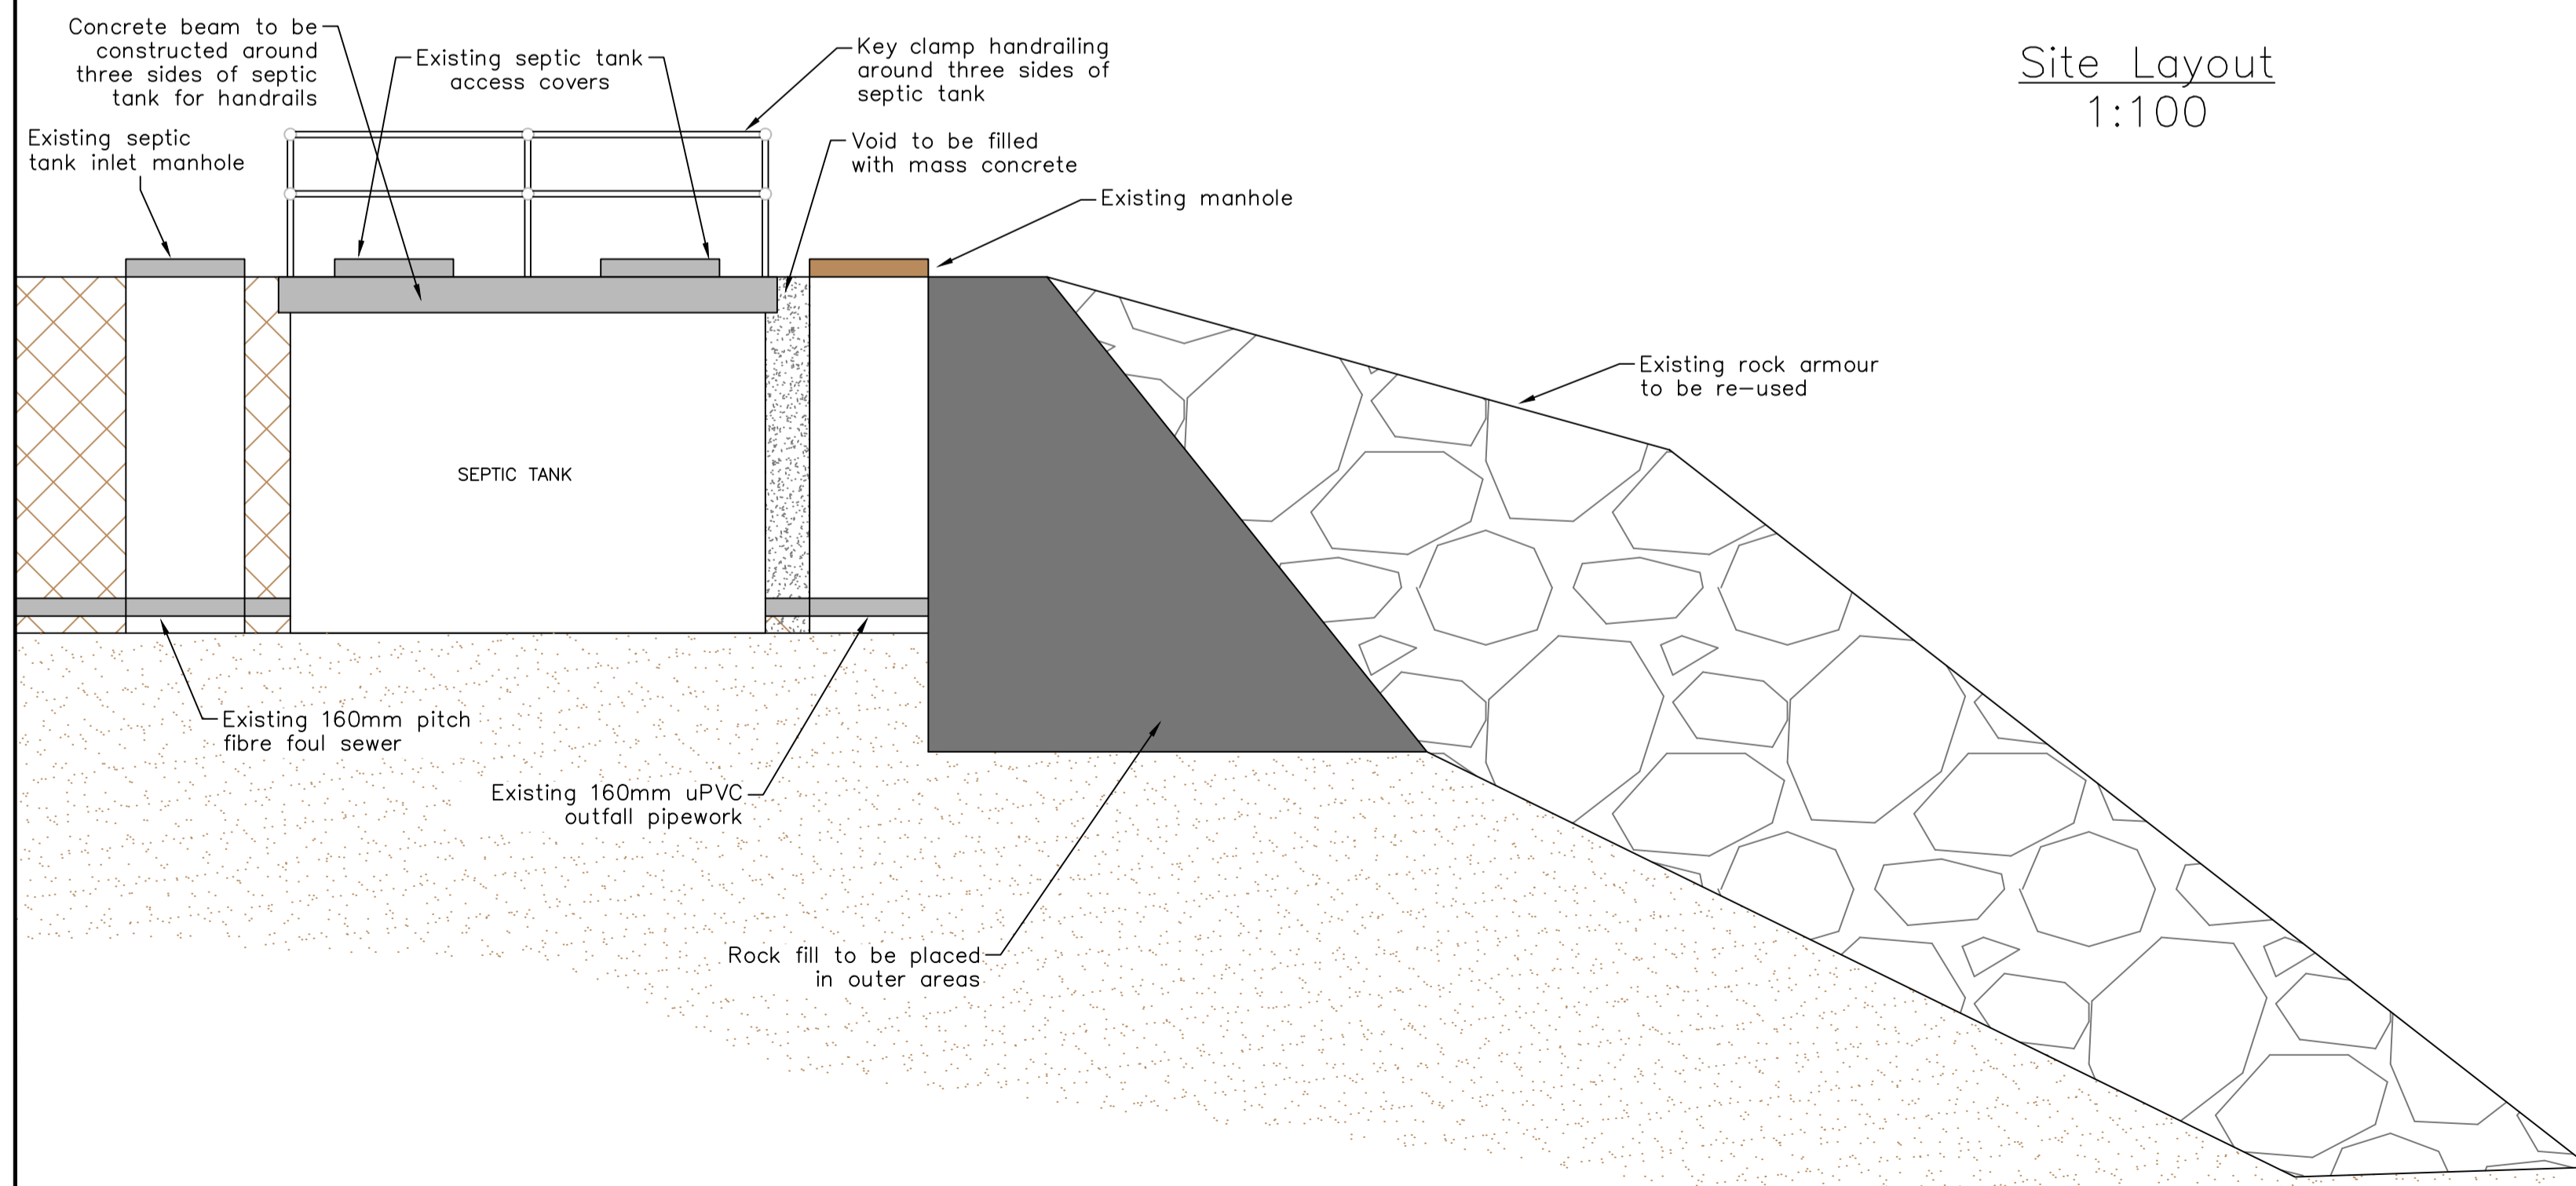 Concrete beam to be
constructed around
three sides of septic
tank for handrails
Existing septic tank
access covers
Key clamp handrailing
around three sides of
septic tank
Site Layout
1:100
Existing septic
tank inlet manhole
Void to be filled
with mass concrete
Existing manhole
Existing rock armour
to be re-used
SEPTIC TANK
Existing 160mm pitch
fibre foul sewer
Existing 160mm uPVC
outfall pipework
Rock fill to be placed
in outer areas